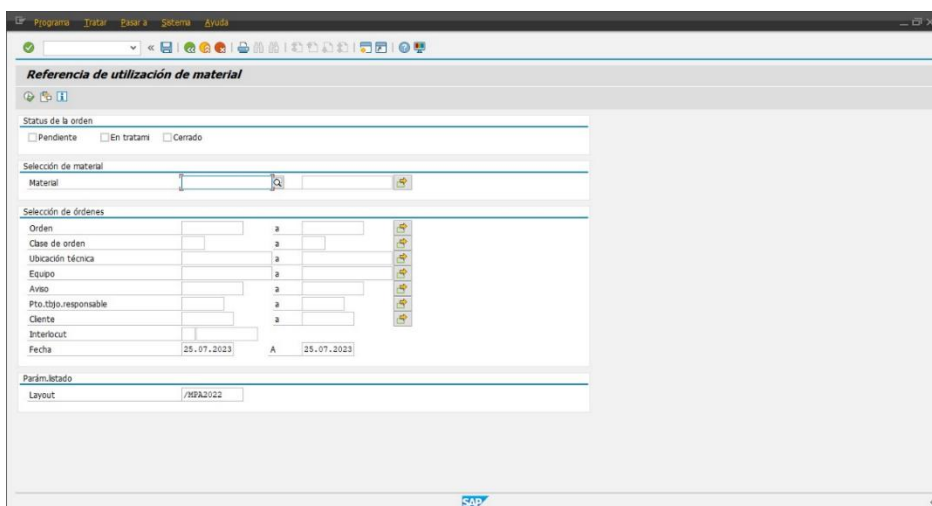 Programa Tratar Pasar a Sistema Ayuda
Referencia de utilización de material
Status de la orden
Pendiente En tratami Cerrado
Selección de material
Material
Selección de órdenes
Orden a
Clase de orden a
Ubicación técnica a
Equipo a
Aviso a
Pto.tbjo.responsable a
Cliente a
Interlocut
Fecha 25.07.2023 A 25.07.2023
Parám.listado
Layout /MPA2022
SAP